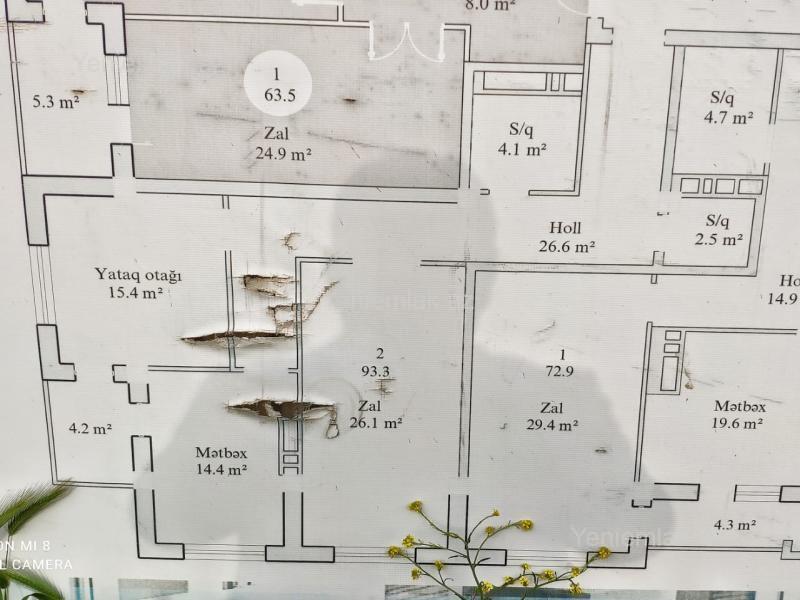 8.0 m²
5.3 m²
1
63.5
Zal
24.9 m²
S/q
4.1 m²
S/q
4.7 m²
S/q
2.5 m²
Holl
26.6 m²
Yataq otağı
15.4 m²
14.9
2
93.3
Zal
26.1 m²
1
72.9
Zal
29.4 m²
Mətbəx
19.6 m²
4.2 m²
Mətbəx
14.4 m²
4.3 m²
MI 8
CAMERA